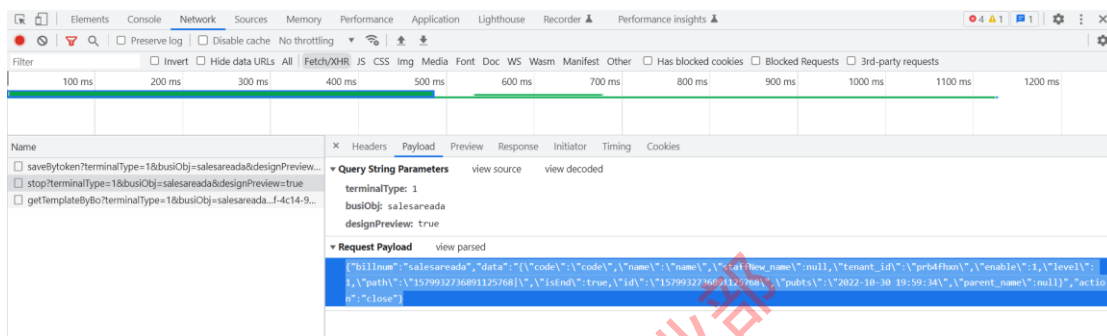 Elements Console Network Sources Memory Performance Application Lighthouse Recorder Performance insights 4 1 1
Preserve log Disable cache No throttling
Filter Invert Hide data URLs All Fetch/XHR JS CSS Img Media Font Doc WS Wasm Manifest Other Has blocked cookies Blocked Requests 3rd-party requests
100 ms 200 ms 300 ms 400 ms 500 ms 600 ms 700 ms 800 ms 900 ms 1000 ms 1100 ms 1200 ms
Name × Headers Payload Preview Response Initiator Timing Cookies
saveBytoken?terminalType=1&busiObj=salesareada&designPreview...
stop?terminalType=1&busiObj=salesareada&designPreview=true
getTemplateByBo?terminalType=1&busiObj=salesareada...f-4c14-9...
Query String Parameters view source view decoded
terminalType: 1
busiObj: salesareada
designPreview: true
Request Payload view parsed
{"billnum":"salesareada","data":"{\"code\":\"code\",\"name\":\"name\",\"staffNew_name\":null,\"tenant_id\":\"prb4fhxn\",\"enable\":1,\"level\":
1,\"path\":\"1579932736891125768|\",\"isEnd\":true,\"id\":\"1579932736891125768\",\"pubts\":\"2022-10-30 19:59:34\",\"parent_name\":null}","actio
n":"close"}
业部